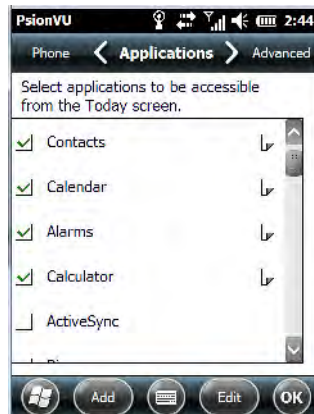 PsionVU 2:44
Phone Applications Advanced
Select applications to be accessible
from the Today screen.
Contacts
Calendar
Alarms
Calculator
ActiveSync
Add Edit OK